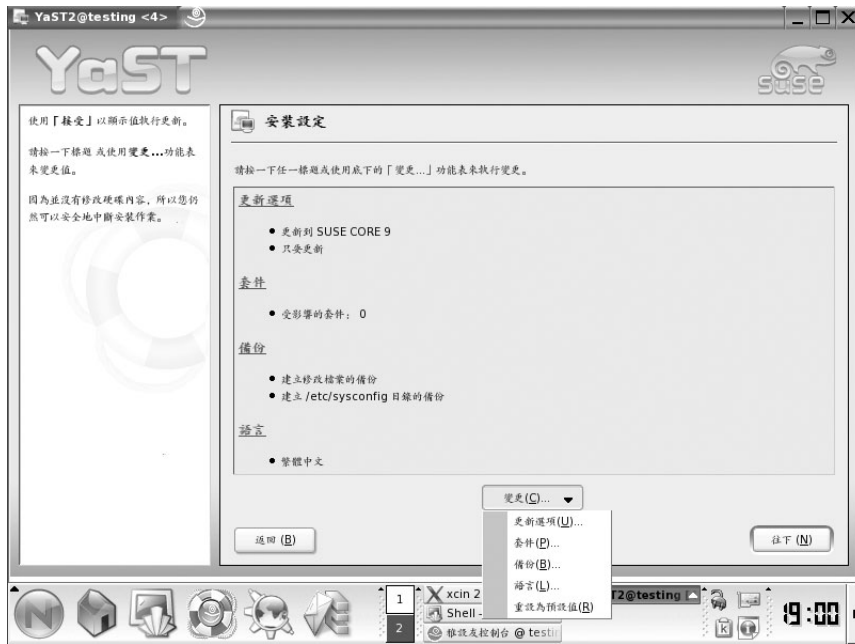 YaST2@testing <4>
YaST
SUSE
使用「接受」以顯示值執行更新。
請按一下標題 或使用變更...功能表
來變更值。
因為並沒有修改硬碟內容，所以您仍
然可以安全地中斷安裝作業。
安裝設定
請按一下任一標題或使用底下的「變更...」功能表來執行變更。
更新選項
更新到 SUSE CORE 9
只要更新
套件
受影響的套件： 0
備份
建立修改檔案的備份
建立 /etc/sysconfig 目錄的備份
語言
繁體中文
變更(C)...
更新選項(U)...
套件(P)...
備份(B)...
語言(L)...
重設為預設值(R)
返回 (B)
往下 (N)
1
2
xcin 2
Shell -
@ testin
T2@testing
19:00